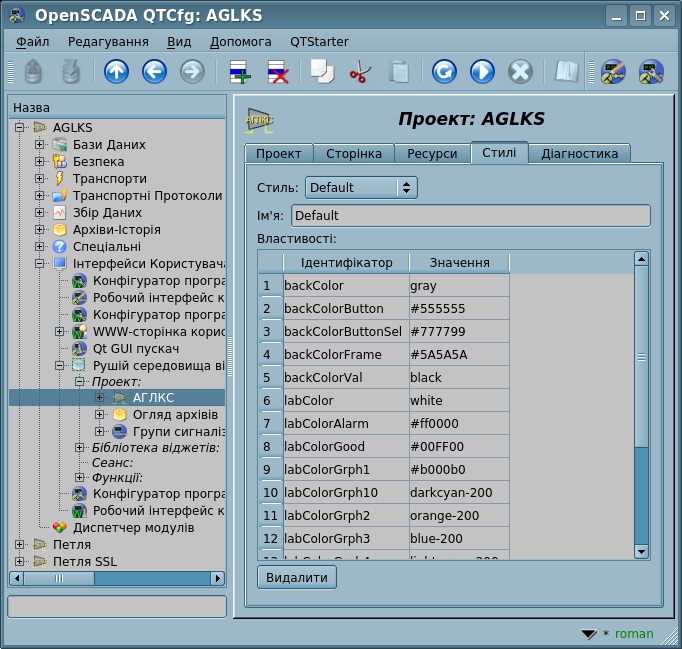 OpenSCADA QTCfg: AGLKS
Файл Редагування Вид Допомога QTStarter
Назва
AGLKS
Бази Даних
Безпека
Транспорти
Транспортні Протоколи
Збір Даних
Архіви-Історія
Спеціальні
Інтерфейси Користувача
Конфігуратор програ
Робочий інтерфейс к
Конфігуратор програ
WWW-сторінка корис
Qt GUI пускач
Рушій середовища ві
Проект:
АГЛКС
Огляд архівів
Групи сигналіз
Бібліотека віджетів:
Сеанс:
Функції:
Конфігуратор програ
Робочий інтерфейс к
Диспетчер модулів
Петля
Петля SSL
АГЛКС
Проект: AGLKS
Проект Сторінка Ресурси Стилі Діагностика
Стиль: Default
Ім'я: Default
Властивості:
Ідентифікатор Значення
1 backColor gray
2 backColorButton #555555
3 backColorButtonSel #777799
4 backColorFrame #5A5A5A
5 backColorVal black
6 labColor white
7 labColorAlarm #ff0000
8 labColorGood #00FF00
9 labColorGrph1 #b000b0
10 labColorGrph10 darkcyan-200
11 labColorGrph2 orange-200
12 labColorGrph3 blue-200
Видалити
* roman